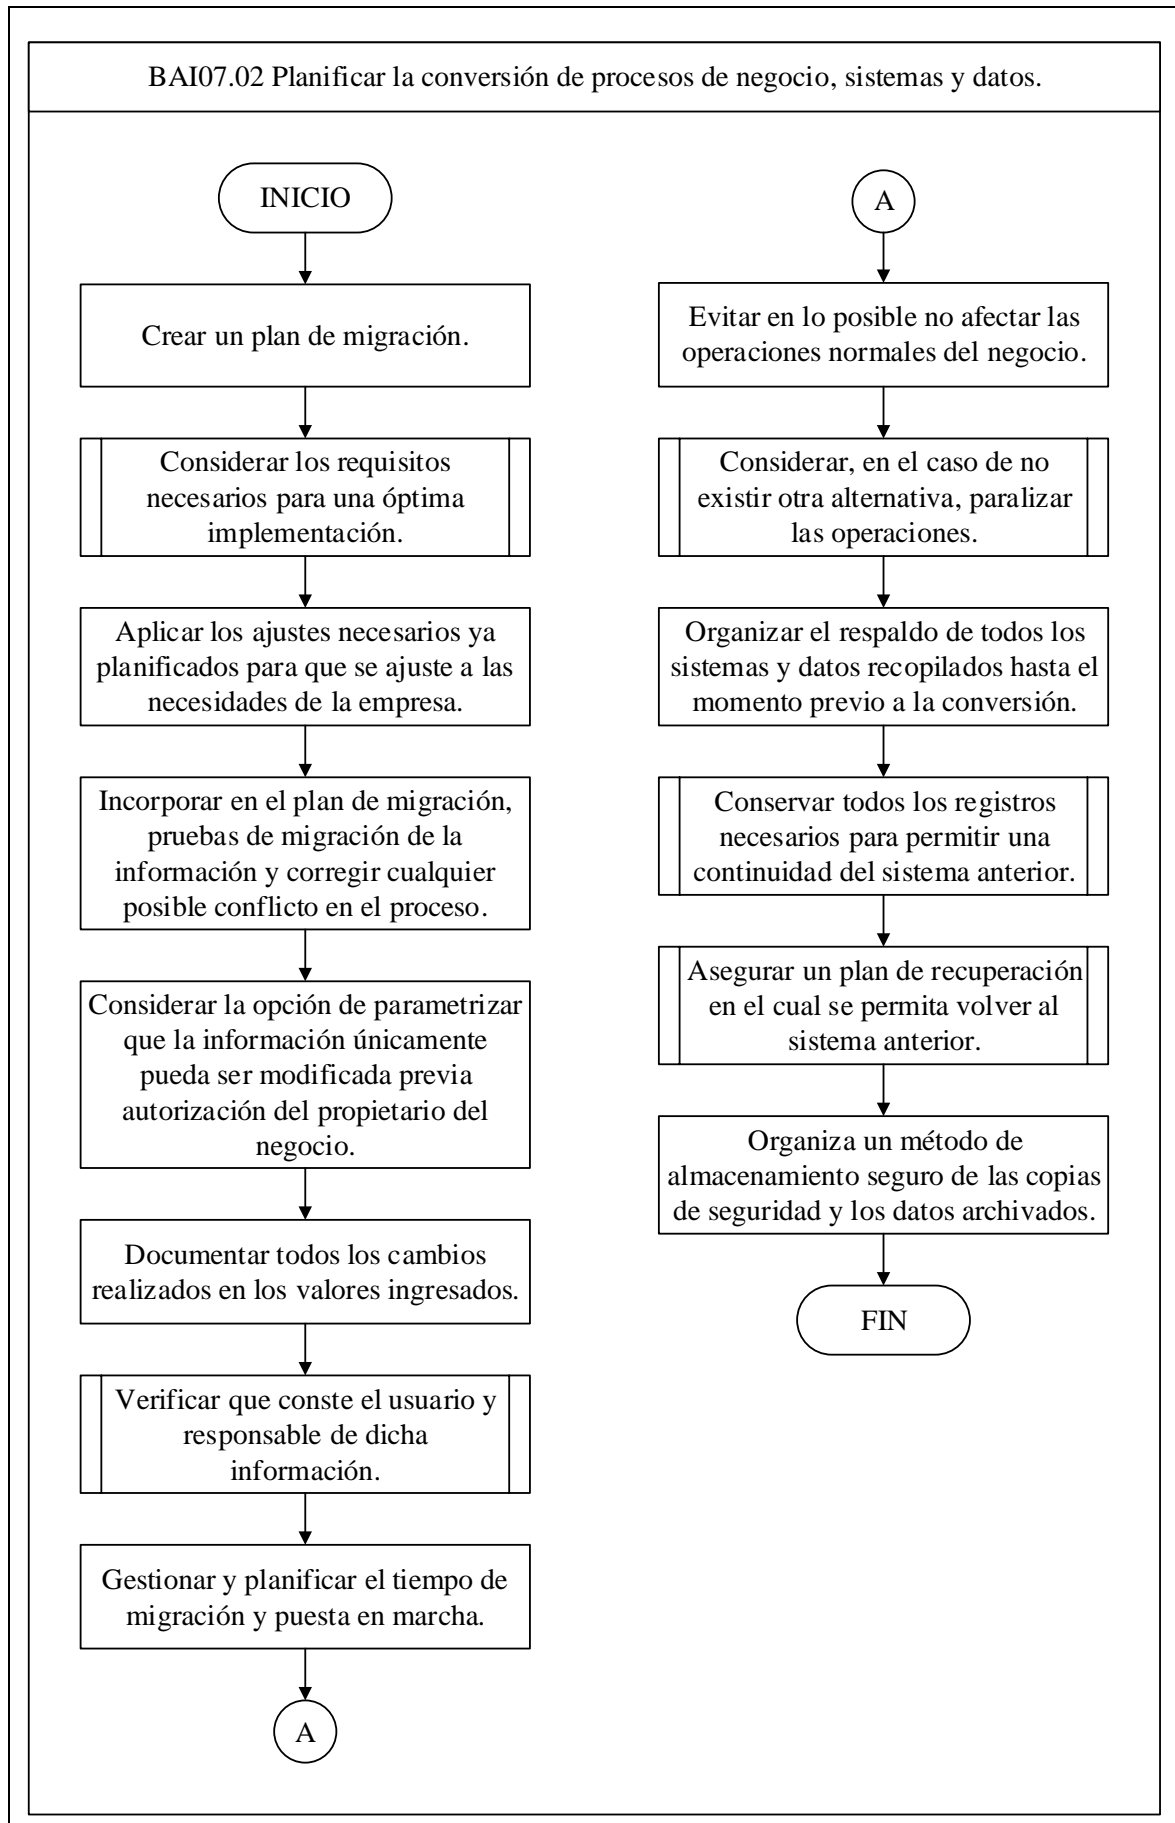 BAI07.02 Planificar la conversión de procesos de negocio, sistemas y datos.
INICIO
Crear un plan de migración.
Considerar los requisitos
necesarios para una óptima
implementación.
Aplicar los ajustes necesarios ya
planificados para que se ajuste a las
necesidades de la empresa.
Incorporar en el plan de migración,
pruebas de migración de la
información y corregir cualquier
posible conflicto en el proceso.
Considerar la opción de parametrizar
que la información únicamente
pueda ser modificada previa
autorización del propietario del
negocio.
Documentar todos los cambios
realizados en los valores ingresados.
Verificar que conste el usuario y
responsable de dicha
información.
Gestionar y planificar el tiempo de
migración y puesta en marcha.
A
A
Evitar en lo posible no afectar las
operaciones normales del negocio.
Considerar, en el caso de no
existir otra alternativa, paralizar
las operaciones.
Organizar el respaldo de todos los
sistemas y datos recopilados hasta el
momento previo a la conversión.
Conservar todos los registros
necesarios para permitir una
continuidad del sistema anterior.
Asegurar un plan de recuperación
en el cual se permita volver al
sistema anterior.
Organiza un método de
almacenamiento seguro de las copias
de seguridad y los datos archivados.
FIN